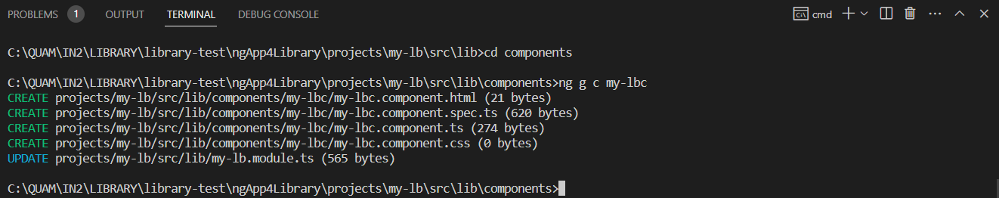 PROBLEMS 1 OUTPUT TERMINAL DEBUG CONSOLE cmd
C:\QUAM\IN2\LIBRARY\library-test\ngApp4Library\projects\my-lb\src\lib>cd components
C:\QUAM\IN2\LIBRARY\library-test\ngApp4Library\projects\my-lb\src\lib\components>ng g c my-lbc
CREATE projects/my-lb/src/lib/components/my-lbc/my-lbc.component.html (21 bytes)
CREATE projects/my-lb/src/lib/components/my-lbc/my-lbc.component.spec.ts (620 bytes)
CREATE projects/my-lb/src/lib/components/my-lbc/my-lbc.component.ts (274 bytes)
CREATE projects/my-lb/src/lib/components/my-lbc/my-lbc.component.css (0 bytes)
UPDATE projects/my-lb/src/lib/my-lb.module.ts (565 bytes)
C:\QUAM\IN2\LIBRARY\library-test\ngApp4Library\projects\my-lb\src\lib\components>